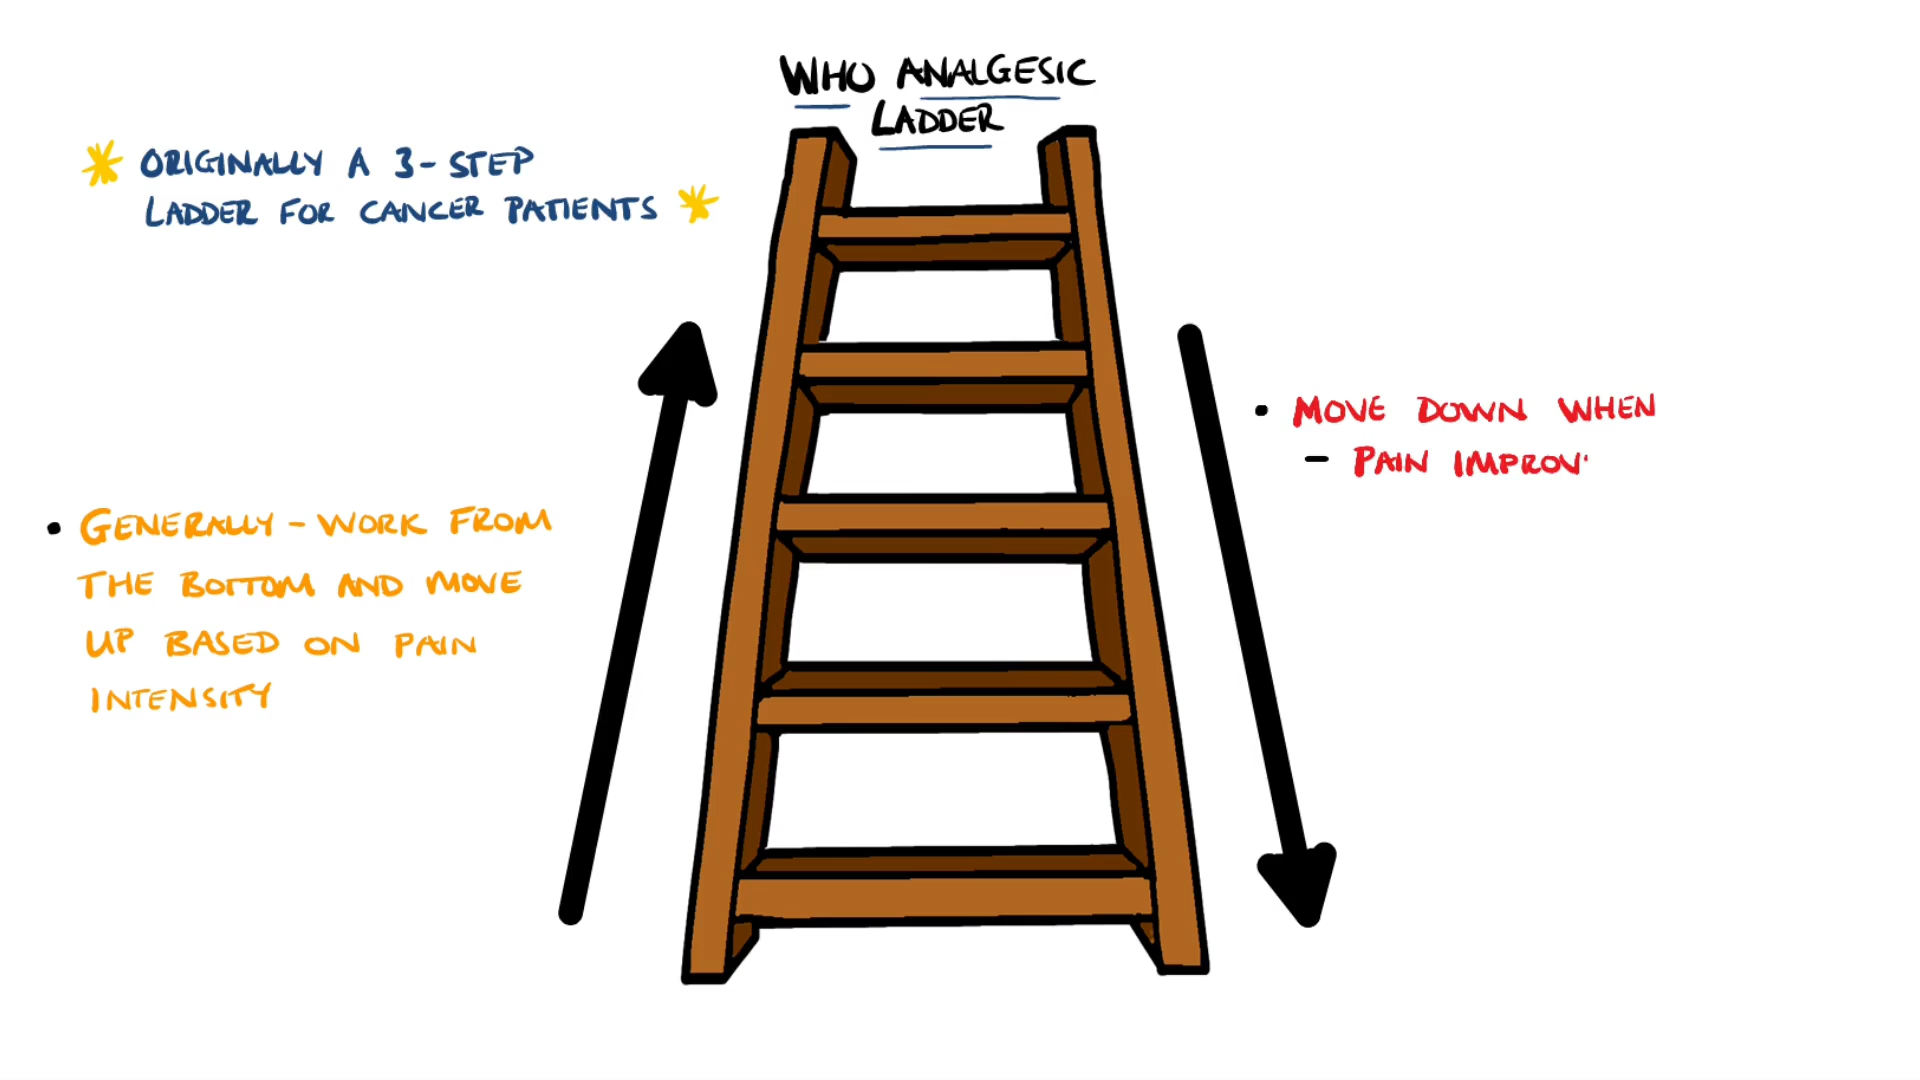 WHO ANALGESIC
LADDER
ORIGINALLY A 3-STEP
LADDER FOR CANCER PATIENTS
• GENERALLY - WORK FROM
THE BOTTOM AND MOVE
UP BASED ON PAIN
INTENSITY
• MOVE DOWN WHEN
- PAIN IMPROV